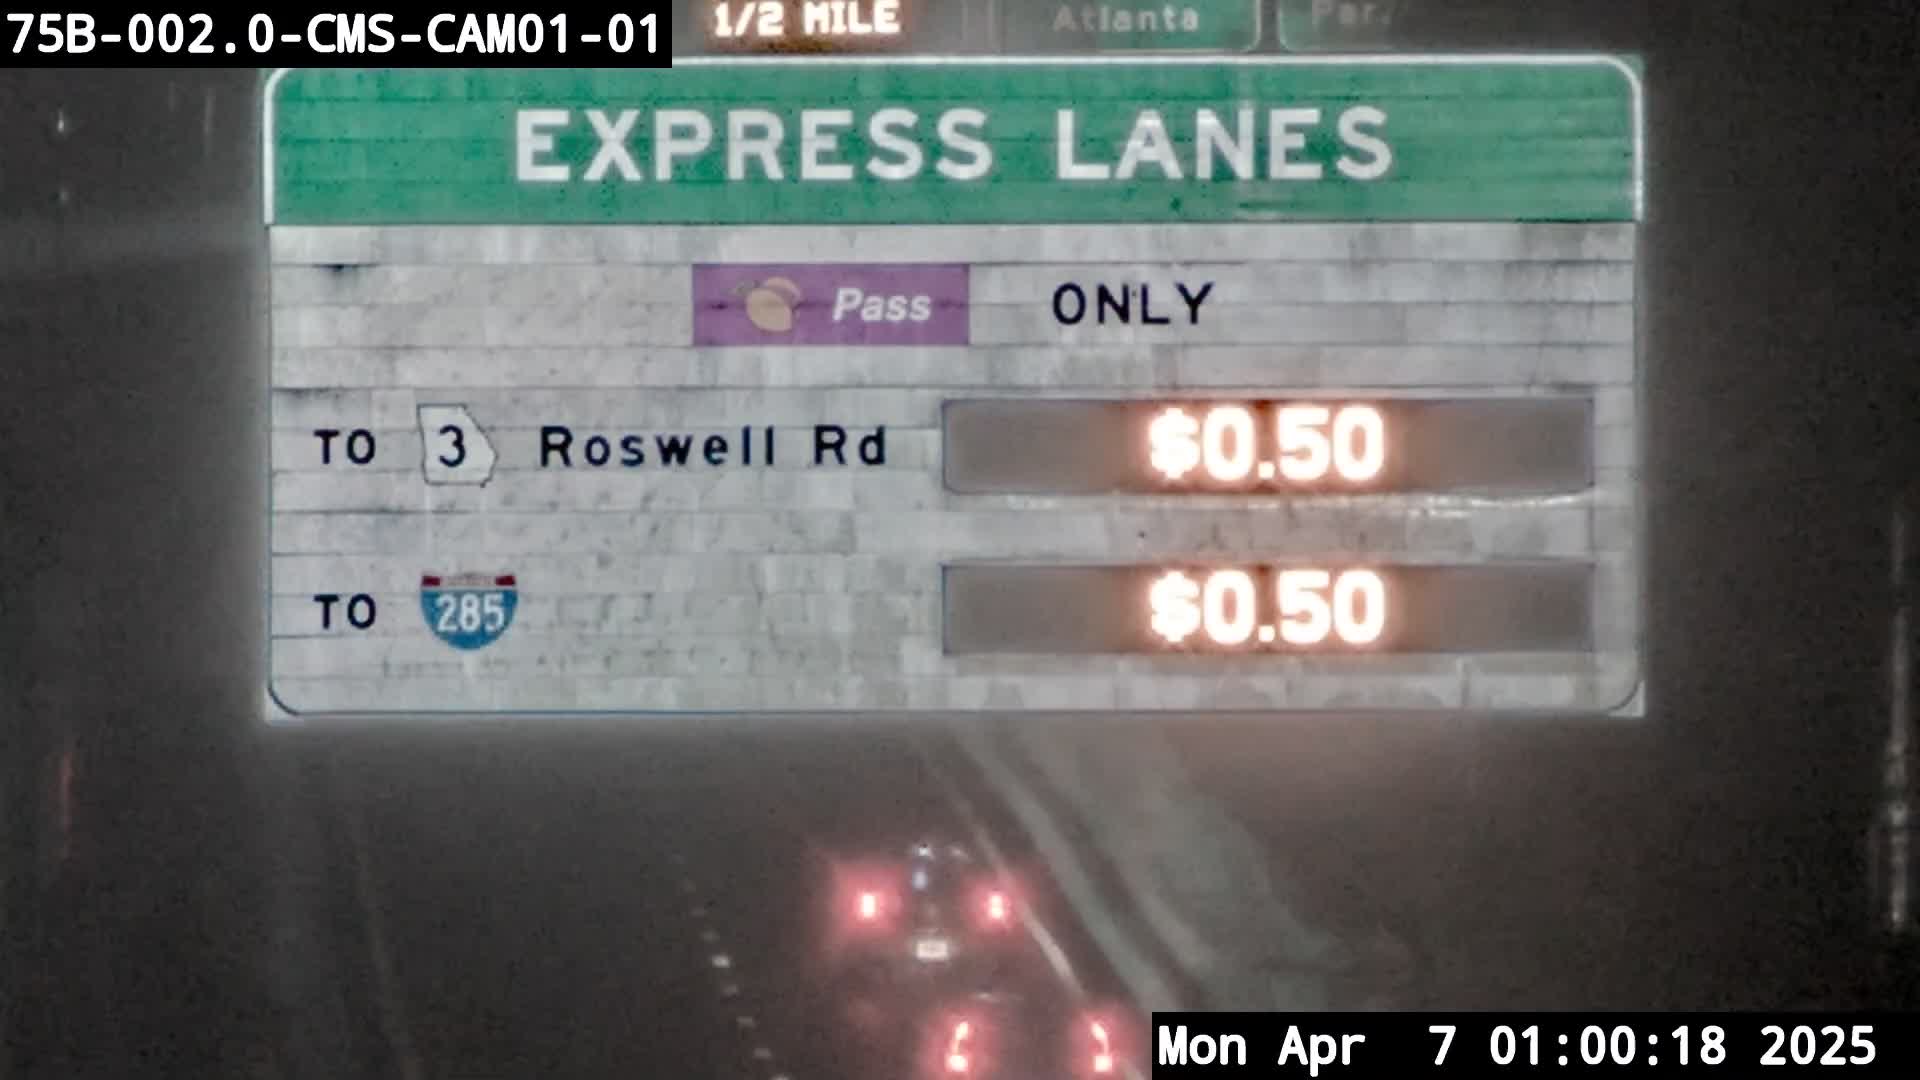 75B-002.0-CMS-CAM01-01
1/2 MILE
Atlanta
EXPRESS LANES
Pass ONLY
TO 3 Roswell Rd $0.50
TO 285 $0.50
Mon Apr 7 01:00:18 2025